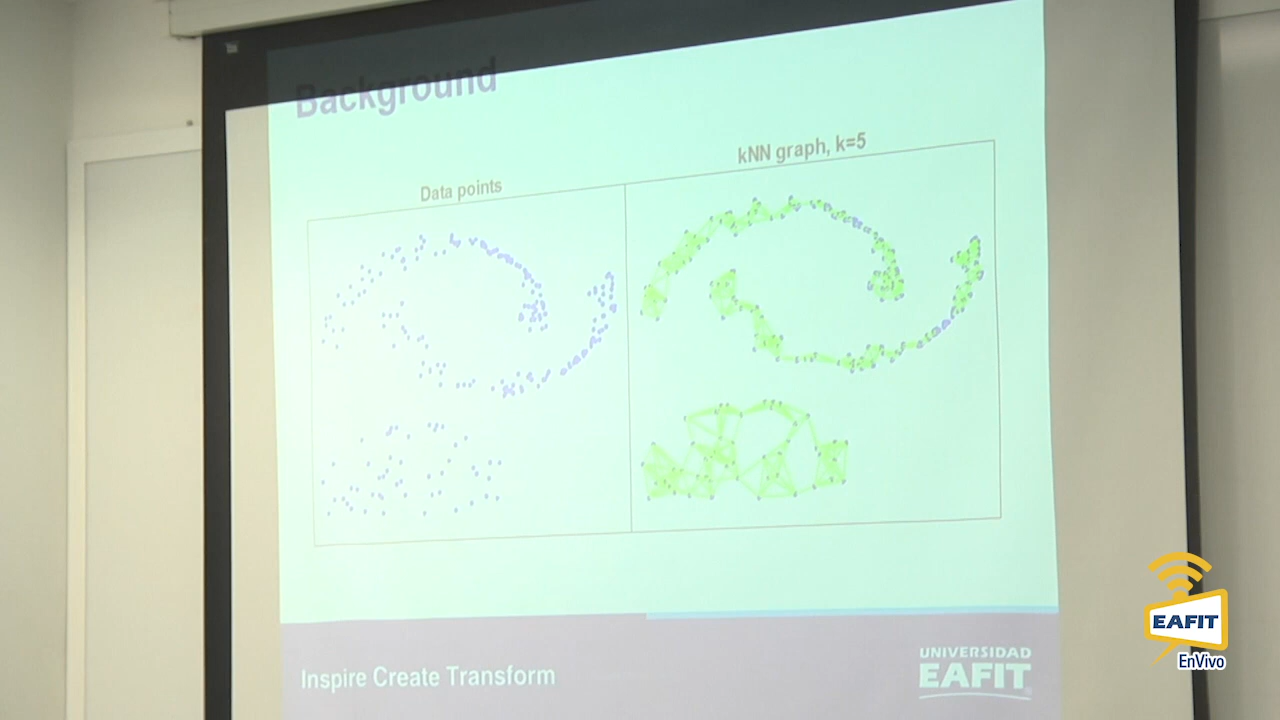 Background
Data points
kNN graph, k=5
Inspire Create Transform
UNIVERSIDAD
EAFIT
EAFIT
EnVivo